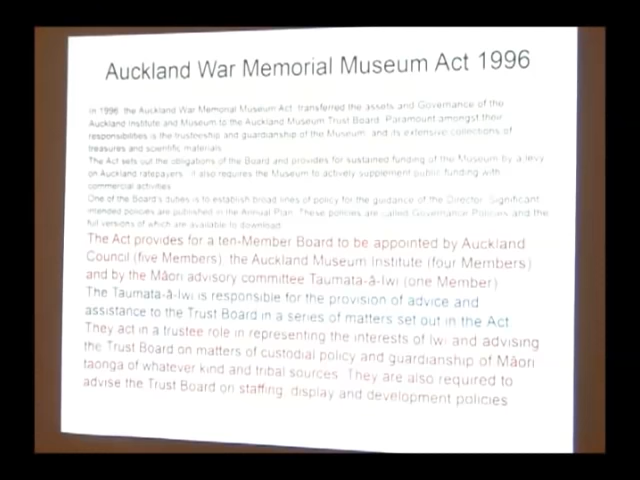 Auckland War Memorial Museum Act 1996
In 1996, the Auckland War Memorial Museum Act, transferred the assets and Governance of the
Auckland Institute and Museum to the Auckland Museum Trust Board. Paramount amongst their
responsibilities is the trusteeship and guardianship of the Museum, and its extensive collections of
treasures and scientific materials.
The Act sets out the obligations of the Board and provides for sustained funding of the Museum by a levy
on Auckland ratepayers. It also requires the Museum to actively supplement public funding with
commercial activities.
One of the Board's duties is to establish broad lines of policy for the guidance of the Director. Significant
intended policies are published in the Annual Plan. These policies are called Governance Policies and the
full versions of which are available to download.
The Act provides for a ten-Member Board to be appointed by Auckland
Council (five Members), the Auckland Museum Institute (four Members)
and by the Māori advisory committee Taumata-ā-Iwi (one Member)
The Taumata-ā-Iwi is responsible for the provision of advice and
assistance to the Trust Board in a series of matters set out in the Act
They act in a trustee role in representing the interests of Iwi and advising
the Trust Board on matters of custodial policy and guardianship of Māori
taonga of whatever kind and tribal sources. They are also required to
advise the Trust Board on staffing, display and development policies